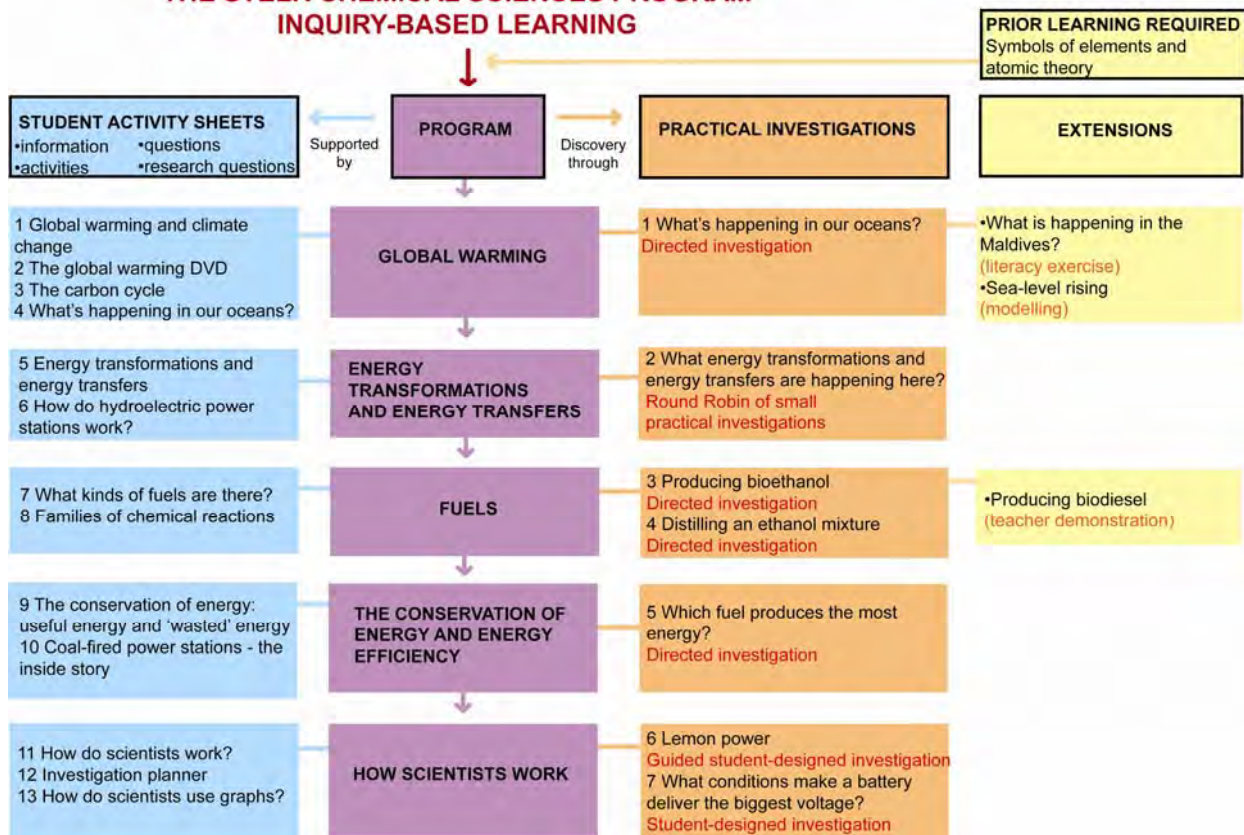 INQUIRY-BASED LEARNING
PRIOR LEARNING REQUIRED
Symbols of elements and
atomic theory
STUDENT ACTIVITY SHEETS
•information •questions
•activities •research questions
Supported
by
PROGRAM
Discovery
through
PRACTICAL INVESTIGATIONS
EXTENSIONS
1 Global warming and climate
change
2 The global warming DVD
3 The carbon cycle
4 What's happening in our oceans?
GLOBAL WARMING
1 What's happening in our oceans?
Directed investigation
•What is happening in the
Maldives?
(literacy exercise)
•Sea-level rising
(modelling)
5 Energy transformations and
energy transfers
6 How do hydroelectric power
stations work?
ENERGY
TRANSFORMATIONS
AND ENERGY TRANSFERS
2 What energy transformations and
energy transfers are happening here?
Round Robin of small
practical investigations
7 What kinds of fuels are there?
8 Families of chemical reactions
FUELS
3 Producing bioethanol
Directed investigation
4 Distilling an ethanol mixture
Directed investigation
•Producing biodiesel
(teacher demonstration)
9 The conservation of energy:
useful energy and 'wasted' energy
10 Coal-fired power stations - the
inside story
THE CONSERVATION OF
ENERGY AND ENERGY
EFFICIENCY
5 Which fuel produces the most
energy?
Directed investigation
11 How do scientists work?
12 Investigation planner
13 How do scientists use graphs?
HOW SCIENTISTS WORK
6 Lemon power
Guided student-designed investigation
7 What conditions make a battery
deliver the biggest voltage?
Student-designed investigation